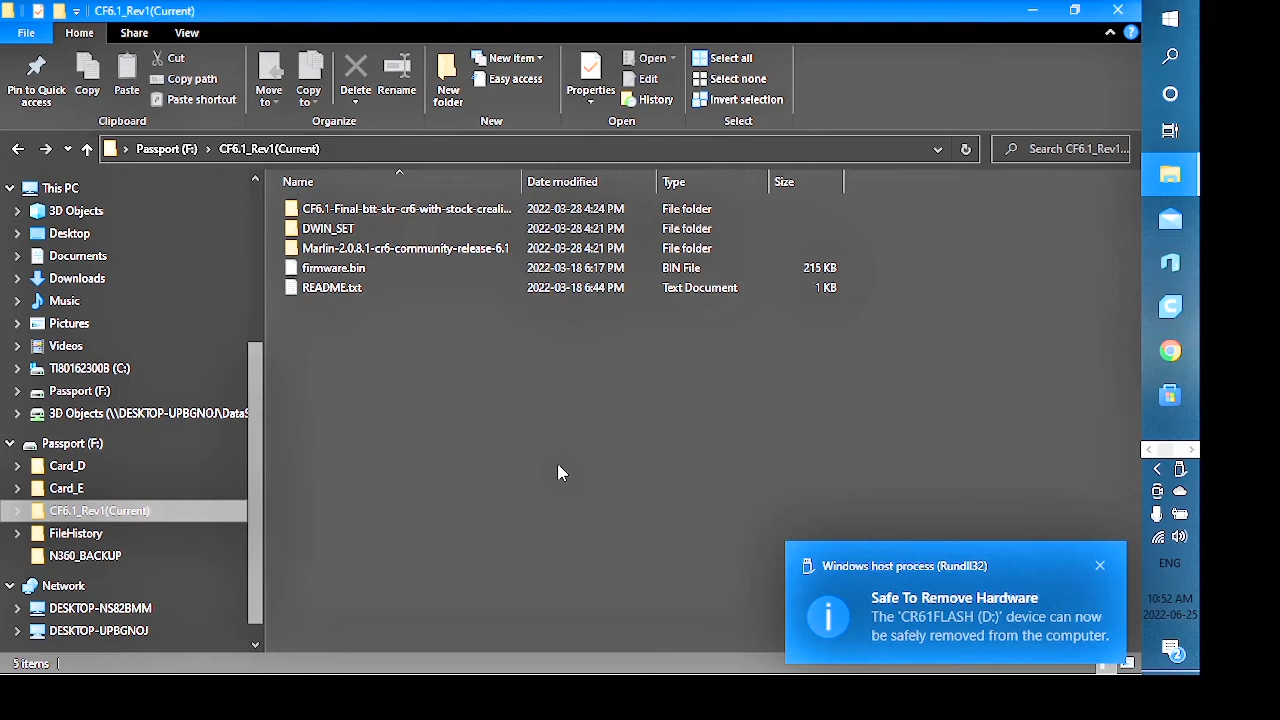 CF6.1_Rev1(Current)
File Home Share View
Pin to Quick access
Copy
Paste
Cut
Copy path
Paste shortcut
Clipboard
Move to
Copy to
Delete
Rename
Organize
New folder
New item
Easy access
New
Properties
Open
Edit
History
Open
Select all
Select none
Invert selection
Select
Passport (F:) CF6.1_Rev1(Current)
Search CF6.1_Rev1...
This PC
3D Objects
Desktop
Documents
Downloads
Music
Pictures
Videos
TI80162300B (C:)
Passport (F:)
3D Objects (\\DESKTOP-UPBGNOJ\DataS
Passport (F:)
Card_D
Card_E
CF6.1_Rev1(Current)
FileHistory
N360_BACKUP
Network
DESKTOP-NS82BMM
DESKTOP-UPBGNOJ
Name Date modified Type Size
CF6.1-Final-btt-skr-cr6-with-stock-creali... 2022-03-28 4:24 PM File folder
DWIN_SET 2022-03-28 4:21 PM File folder
Marlin-2.0.8.1-cr6-community-release-6.1 2022-03-28 4:21 PM File folder
firmware.bin 2022-03-18 6:17 PM BIN File 215 KB
README.txt 2022-03-18 6:44 PM Text Document 1 KB
5 items
Windows host process (Rundll32)
Safe To Remove Hardware
The 'CR61FLASH (D:)' device can now
be safely removed from the computer.
ENG
10:52 AM
2022-06-25
2